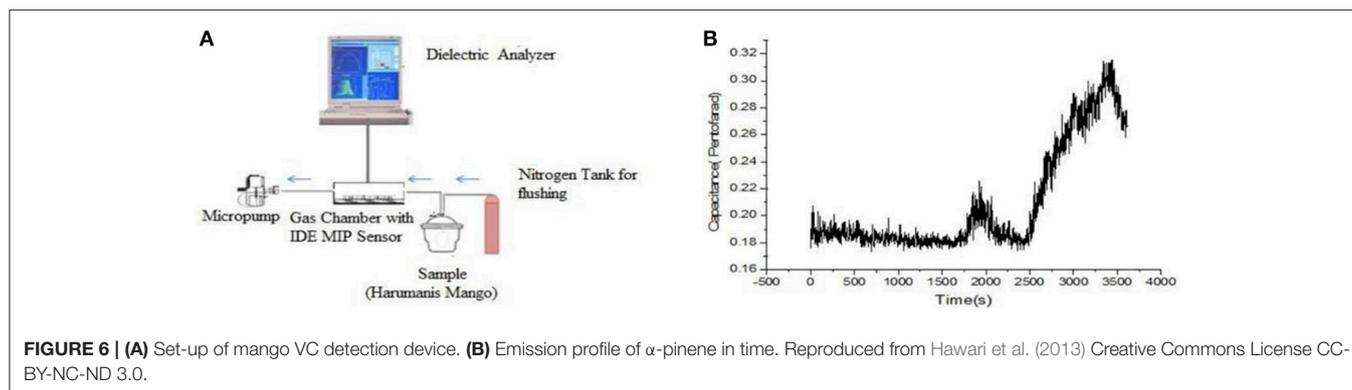 A
Dielectric Analyzer
Nitrogen Tank for
flushing
Micropump
Gas Chamber with
IDE MIP Sensor
Sample
(Harumanis Mango)
B
Capacitance( Pentofarad)
0.32
0.30
0.28
0.26
0.24
0.22
0.20
0.18
0.16
-500 0 500 1000 1500 2000 2500 3000 3500 4000
Time(s)
FIGURE 6 | (A) Set-up of mango VC detection device. (B) Emission profile of α-pinene in time. Reproduced from Hawari et al. (2013) Creative Commons License CC-
BY-NC-ND 3.0.